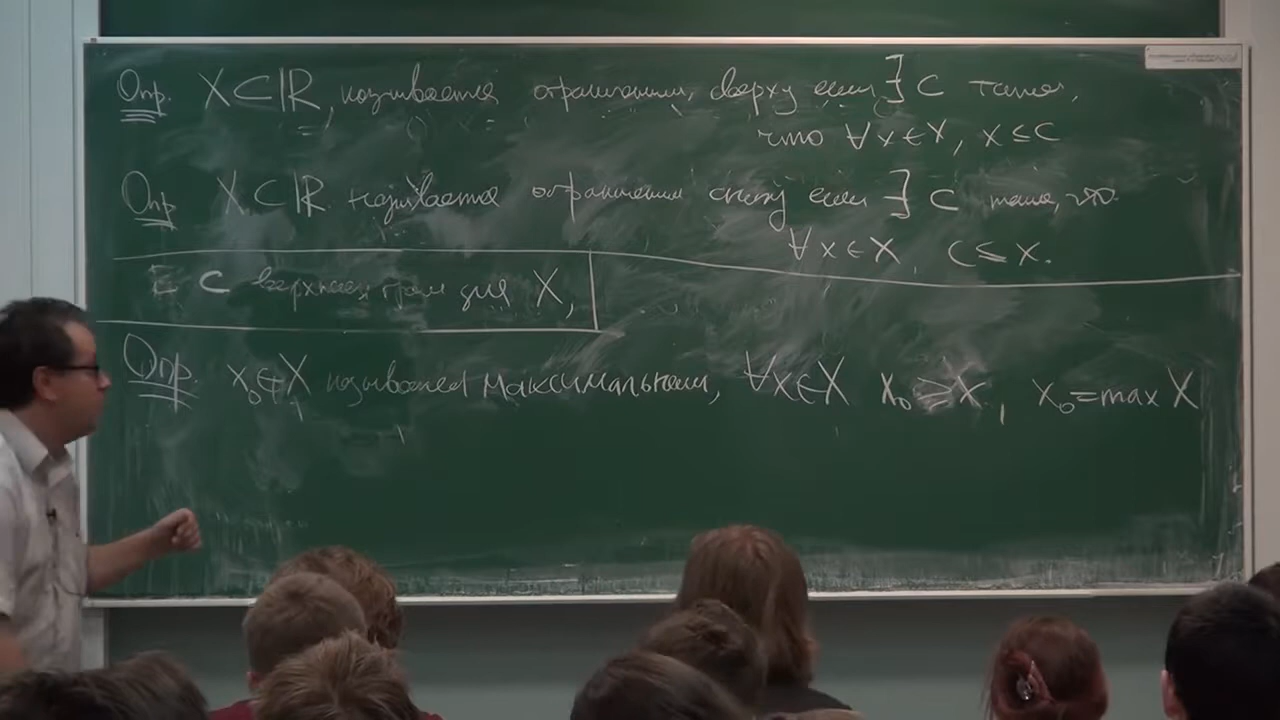 Опр. X⊂ℝ, называется ограниченным сверху если ∃ C такое,
что ∀x∈X, x≤C
Опр X⊂ℝ называется ограниченным снизу если ∃ C такое, что
∀x∈X, C≤x.
C верхняя грань для X,
Опр. x₀∈X называется максимальным, ∀x∈X x₀⩾x, x₀=max X